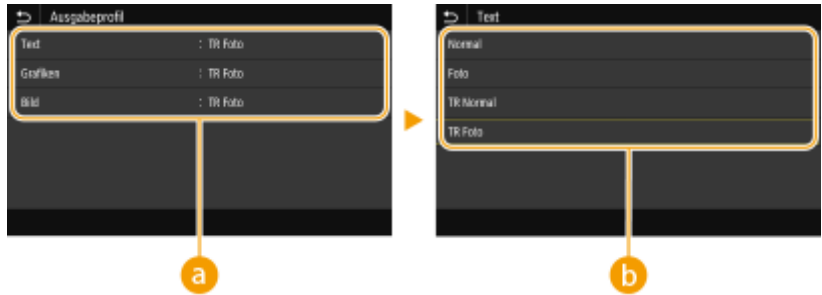 Ausgabeprofil
Text : TR Foto
Grafiken : TR Foto
Bild : TR Foto
a
Text
Normal
Foto
TR Normal
TR Foto
b